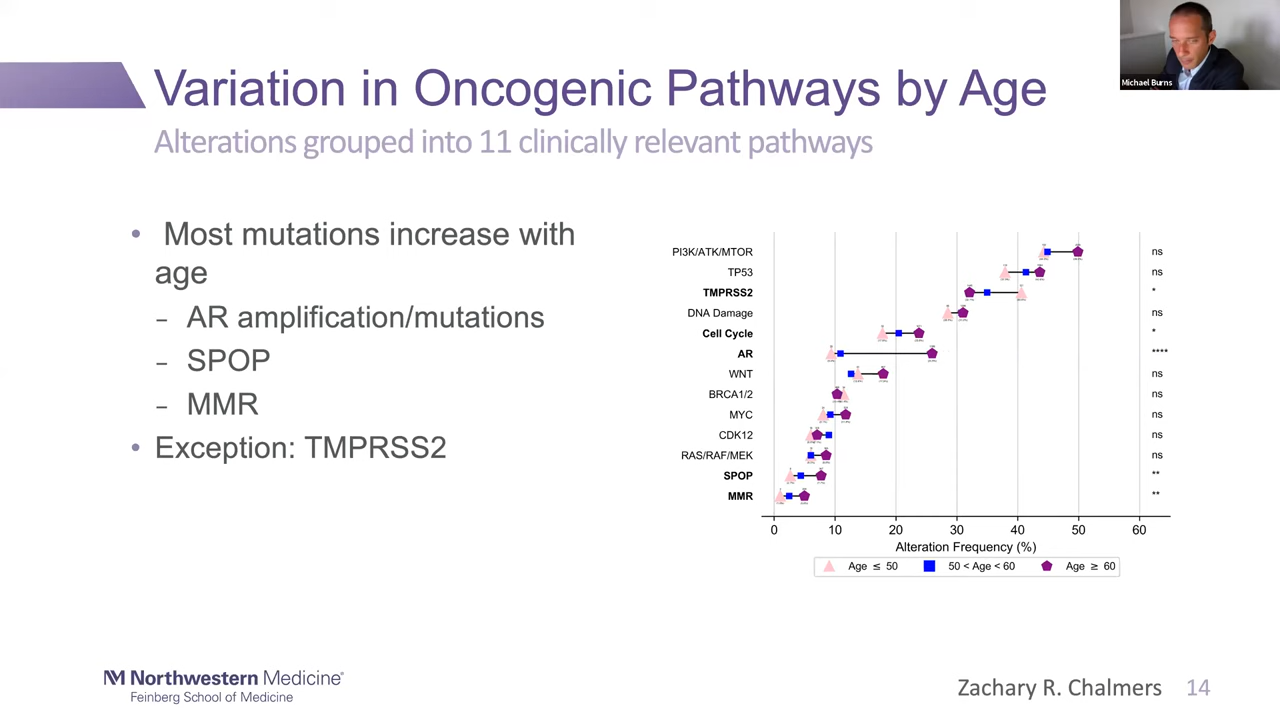 Michael Burns
Variation in Oncogenic Pathways by Age
Alterations grouped into 11 clinically relevant pathways
• Most mutations increase with
age
– AR amplification/mutations
– SPOP
– MMR
• Exception: TMPRSS2
PI3K/ATK/MTOR ns
TP53 ns
TMPRSS2 *
DNA Damage ns
Cell Cycle *
AR ****
WNT ns
BRCA1/2 ns
MYC ns
CDK12 ns
RAS/RAF/MEK ns
SPOP **
MMR **
0 10 20 30 40 50 60
Alteration Frequency (%)
Age ≤ 50 50 < Age < 60 Age ≥ 60
Northwestern Medicine®
Feinberg School of Medicine
Zachary R. Chalmers 14